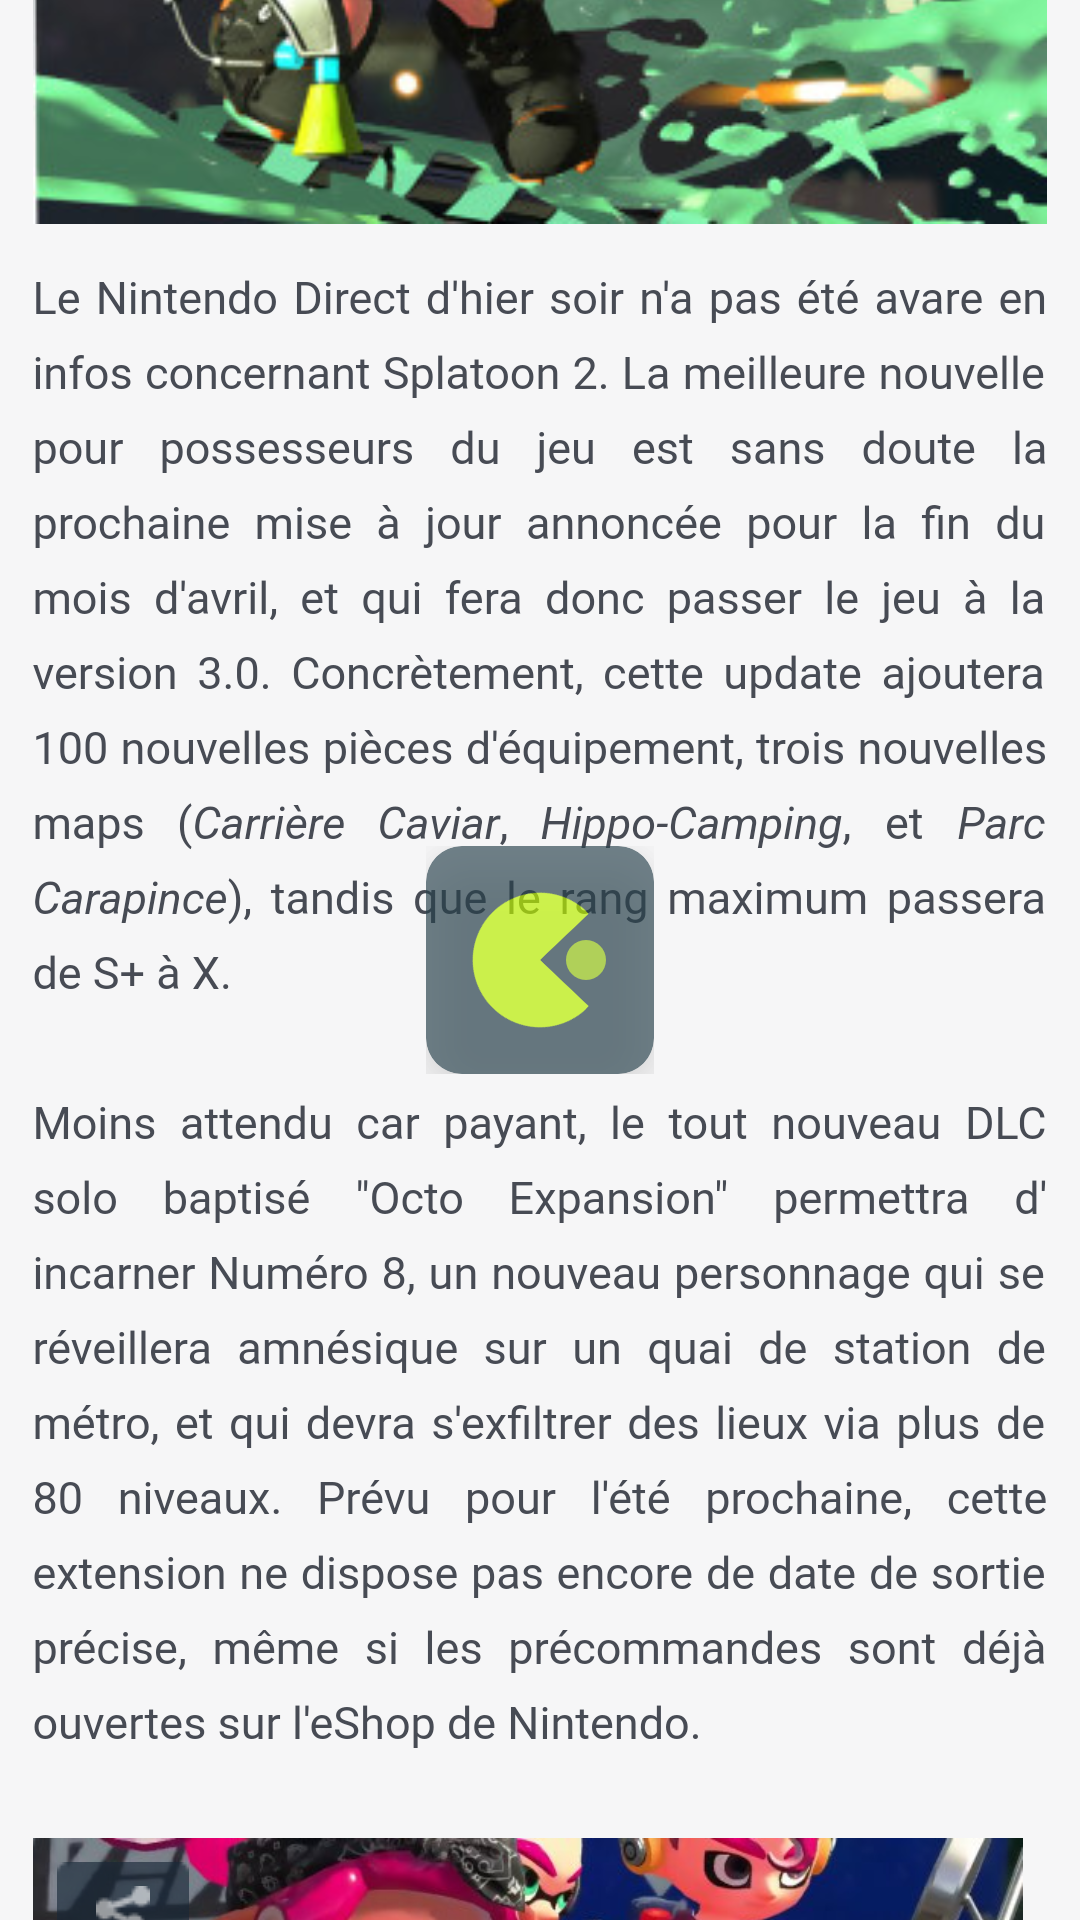 Le Nintendo Direct d'hier soir n'a pas été avare en
infos concernant Splatoon 2. La meilleure nouvelle
pour possesseurs du jeu est sans doute la
prochaine mise à jour annoncée pour la fin du
mois d'avril, et qui fera donc passer le jeu à la
version 3.0. Concrètement, cette update ajoutera
100 nouvelles pièces d'équipement, trois nouvelles
maps (Carrière Caviar, Hippo-Camping, et Parc
Carapince), tandis que le rang maximum passera
de S+ à X.
Moins attendu car payant, le tout nouveau DLC
solo baptisé "Octo Expansion" permettra d'
incarner Numéro 8, un nouveau personnage qui se
réveillera amnésique sur un quai de station de
métro, et qui devra s'exfiltrer des lieux via plus de
80 niveaux. Prévu pour l'été prochaine, cette
extension ne dispose pas encore de date de sortie
précise, même si les précommandes sont déjà
ouvertes sur l'eShop de Nintendo.